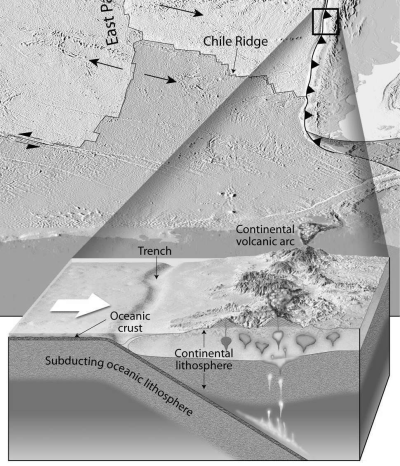 East Pa
Chile Ridge
Continental
volcanic arc
Trench
Oceanic
crust
Continental
lithosphere
Subducting oceanic lithosphere